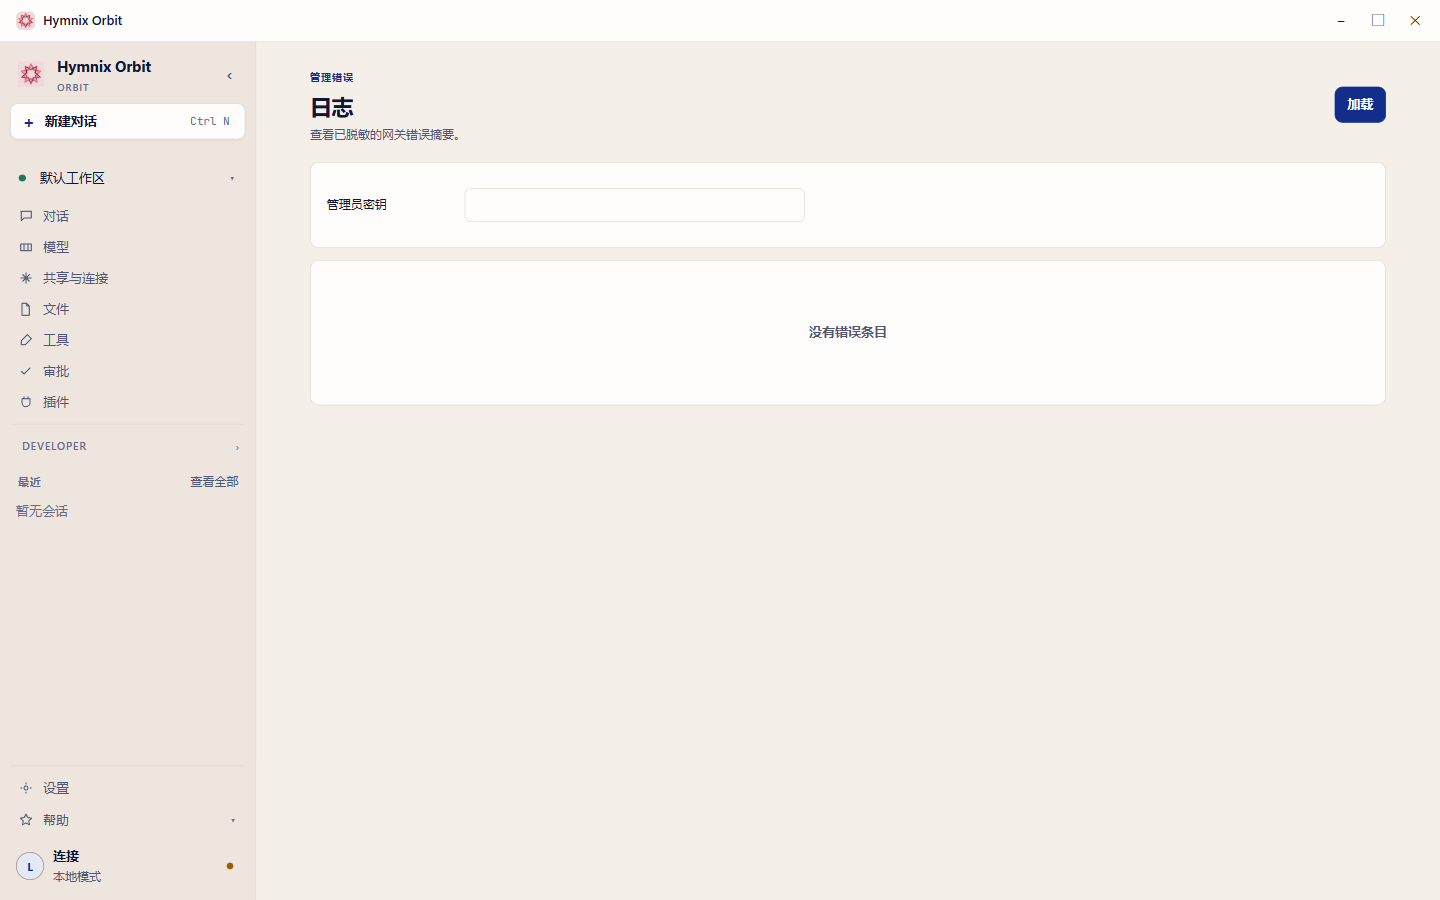 Hymnix Orbit
Hymnix Orbit
ORBIT
新建对话 Ctrl N
默认工作区
对话
模型
共享与连接
文件
工具
审批
插件
DEVELOPER
最近 查看全部
暂无会话
设置
帮助
L
连接
本地模式
管理错误
日志
查看已脱敏的网关错误摘要。
加载
管理员密钥
没有错误条目